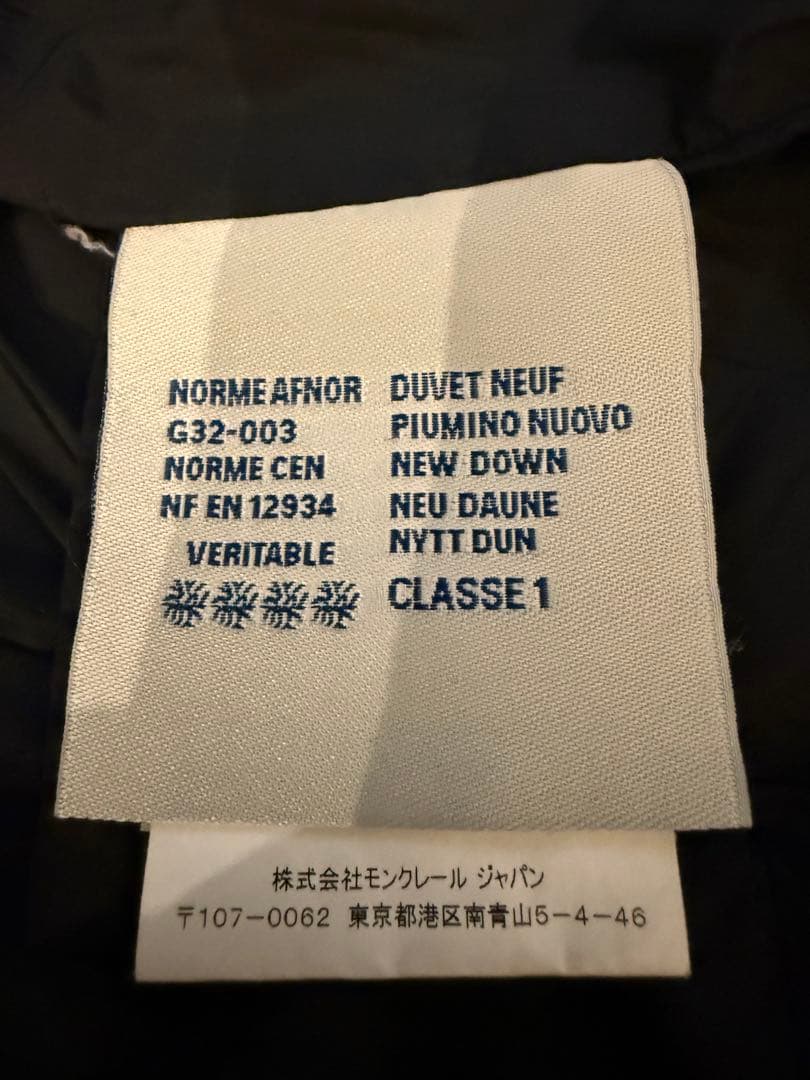 NORME AFNOR
G32-003
NORME CEN
NF EN 12934
VERITABLE
DUVET NEUF
PIUMINO NUOVO
NEW DOWN
NEU DAUNE
NYTT DUN
CLASSE 1
株式会社モンクレール ジャパン
〒107-0062 東京都港区南青山5-4-46